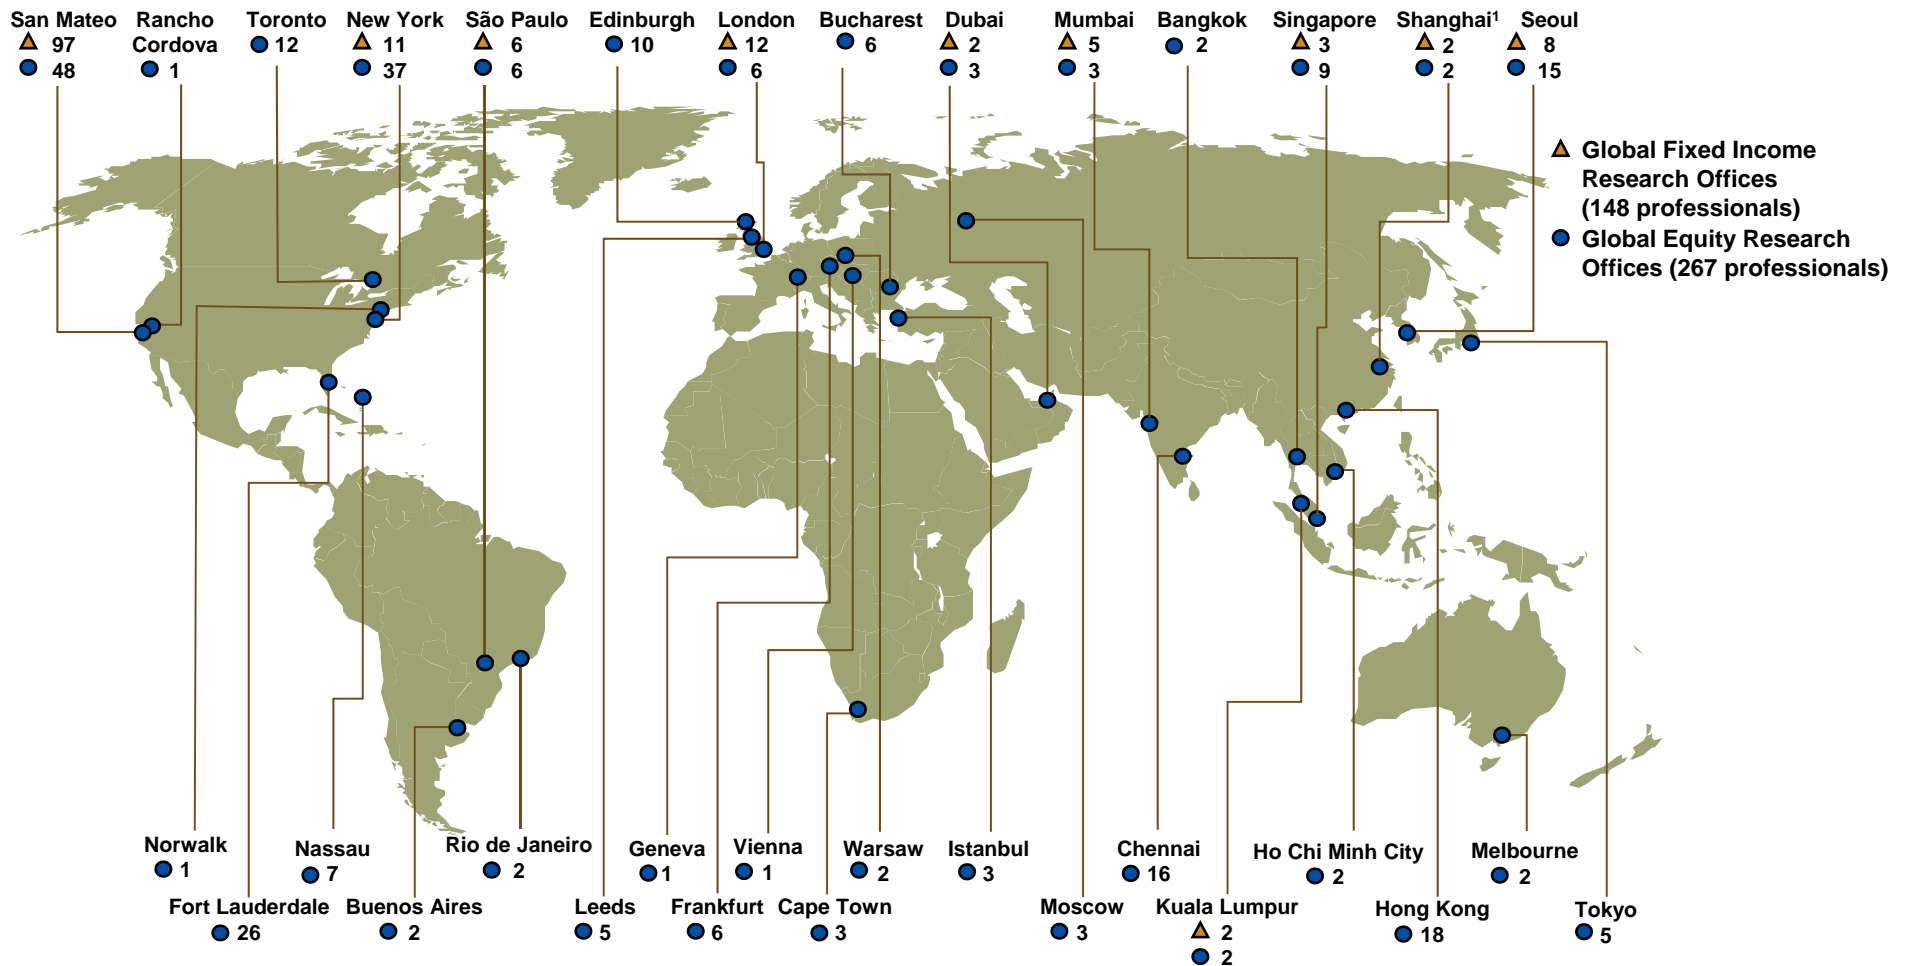 San Mateo
97
48
Rancho
Cordova
1
Toronto
12
New York
11
37
São Paulo
6
6
Edinburgh
10
London
12
6
Bucharest
6
Dubai
2
3
Mumbai
5
3
Bangkok
2
Singapore
3
9
Shanghai¹
2
2
Seoul
8
15
Global Fixed Income
Research Offices
(148 professionals)
Global Equity Research
Offices (267 professionals)
Norwalk
1
Nassau
7
Rio de Janeiro
2
Geneva
1
Vienna
1
Warsaw
2
Istanbul
3
Chennai
16
Ho Chi Minh City
2
Melbourne
2
Fort Lauderdale
26
Buenos Aires
2
Leeds
5
Frankfurt
6
Cape Town
3
Moscow
3
Kuala Lumpur
2
2
Hong Kong
18
Tokyo
5